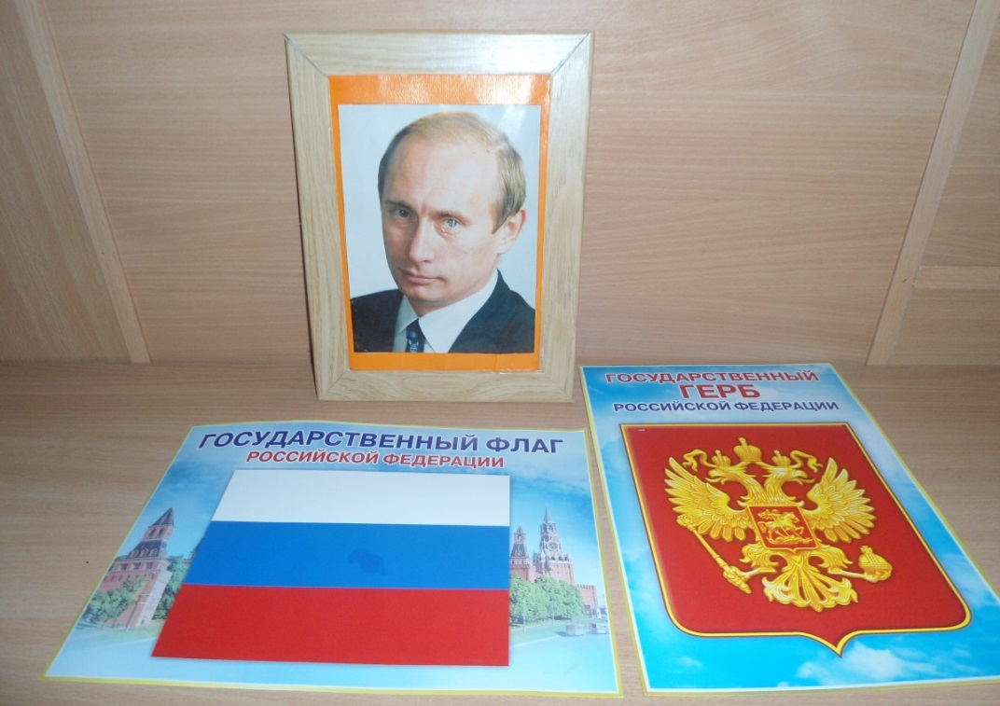 ГОСУДАРСТВЕННЫЙ ФЛАГ
РОССИЙСКОЙ ФЕДЕРАЦИИ
ГОСУДАРСТВЕННЫЙ
ГЕРБ
РОССИЙСКОЙ ФЕДЕРАЦИИ